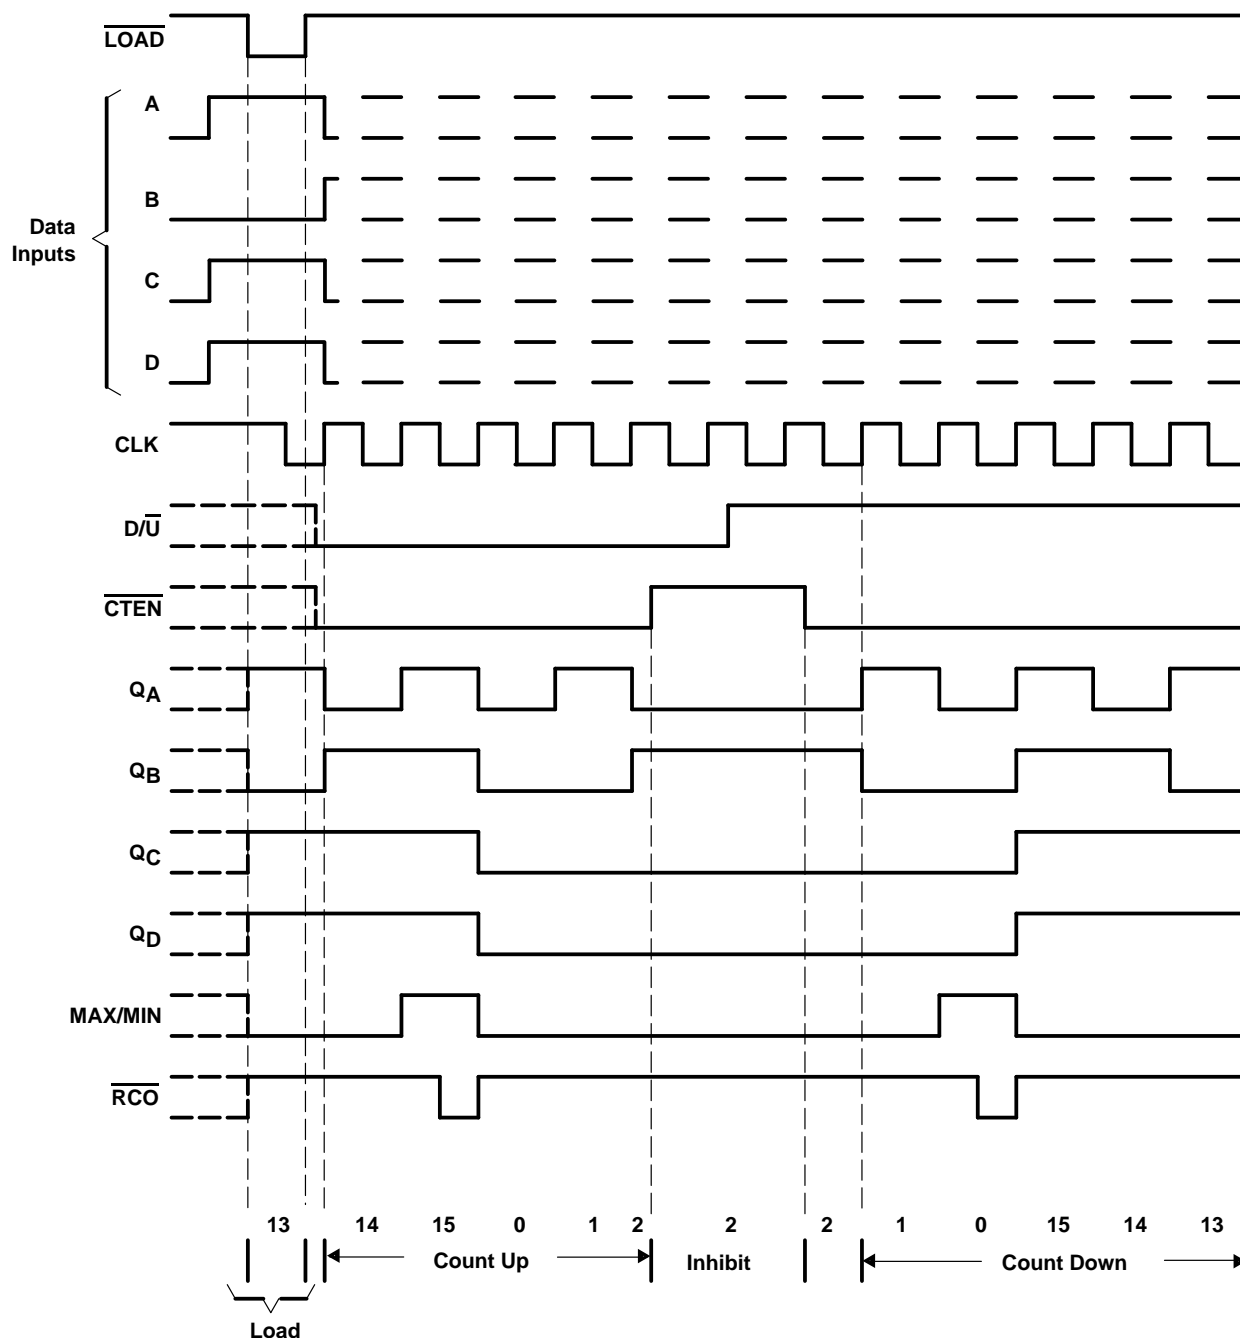 LOAD
A
B
Data
Inputs
C
D
CLK
D/U
CTEN
QA
QB
QC
QD
MAX/MIN
RCO
13 14 15 0 1 2 2 2 1 0 15 14 13
Count Up Inhibit Count Down
Load